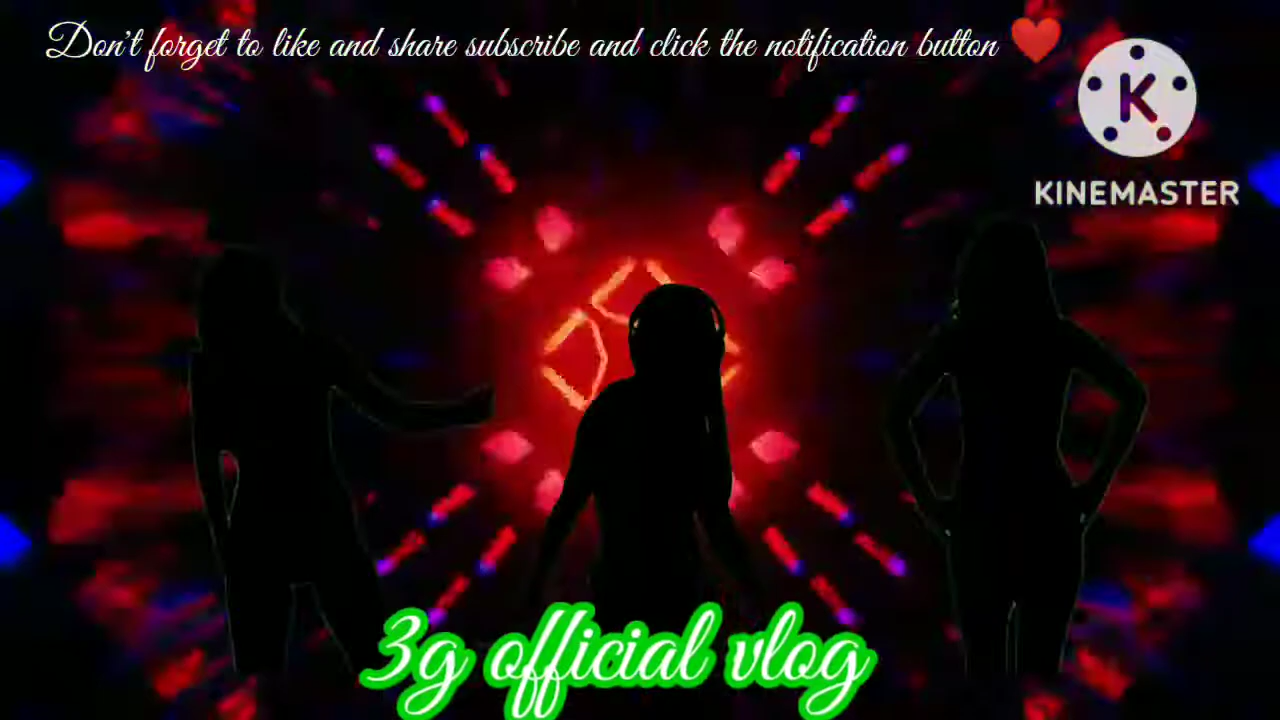 Don't forget to like and share subscribe and click the notification button ❤️
K
KINEMASTER
3g official vlog